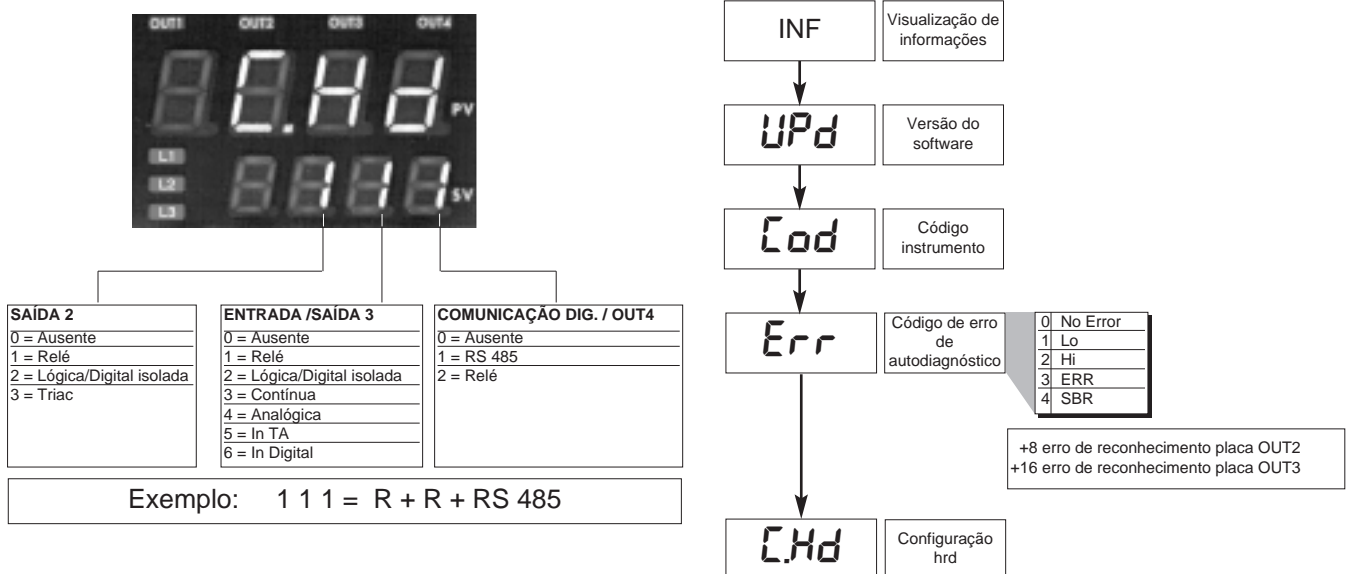 OUT1 OUT2 OUT3 OUT4
C.Hd
PV
L1
L2
L3
111
SV
SAÍDA 2
0 = Ausente
1 = Relé
2 = Lógica/Digital isolada
3 = Triac
ENTRADA /SAÍDA 3
0 = Ausente
1 = Relé
2 = Lógica/Digital isolada
3 = Contínua
4 = Analógica
5 = In TA
6 = In Digital
COMUNICAÇÃO DIG. / OUT4
0 = Ausente
1 = RS 485
2 = Relé
Exemplo: 1 1 1 = R + R + RS 485
INF
Visualização de
informações
UPd
Versão do
software
Cod
Código
instrumento
Err
Código de erro
de
autodiagnóstico
0 No Error
1 Lo
2 Hi
3 ERR
4 SBR
+8 erro de reconhecimento placa OUT2
+16 erro de reconhecimento placa OUT3
C.Hd
Configuração
hrd